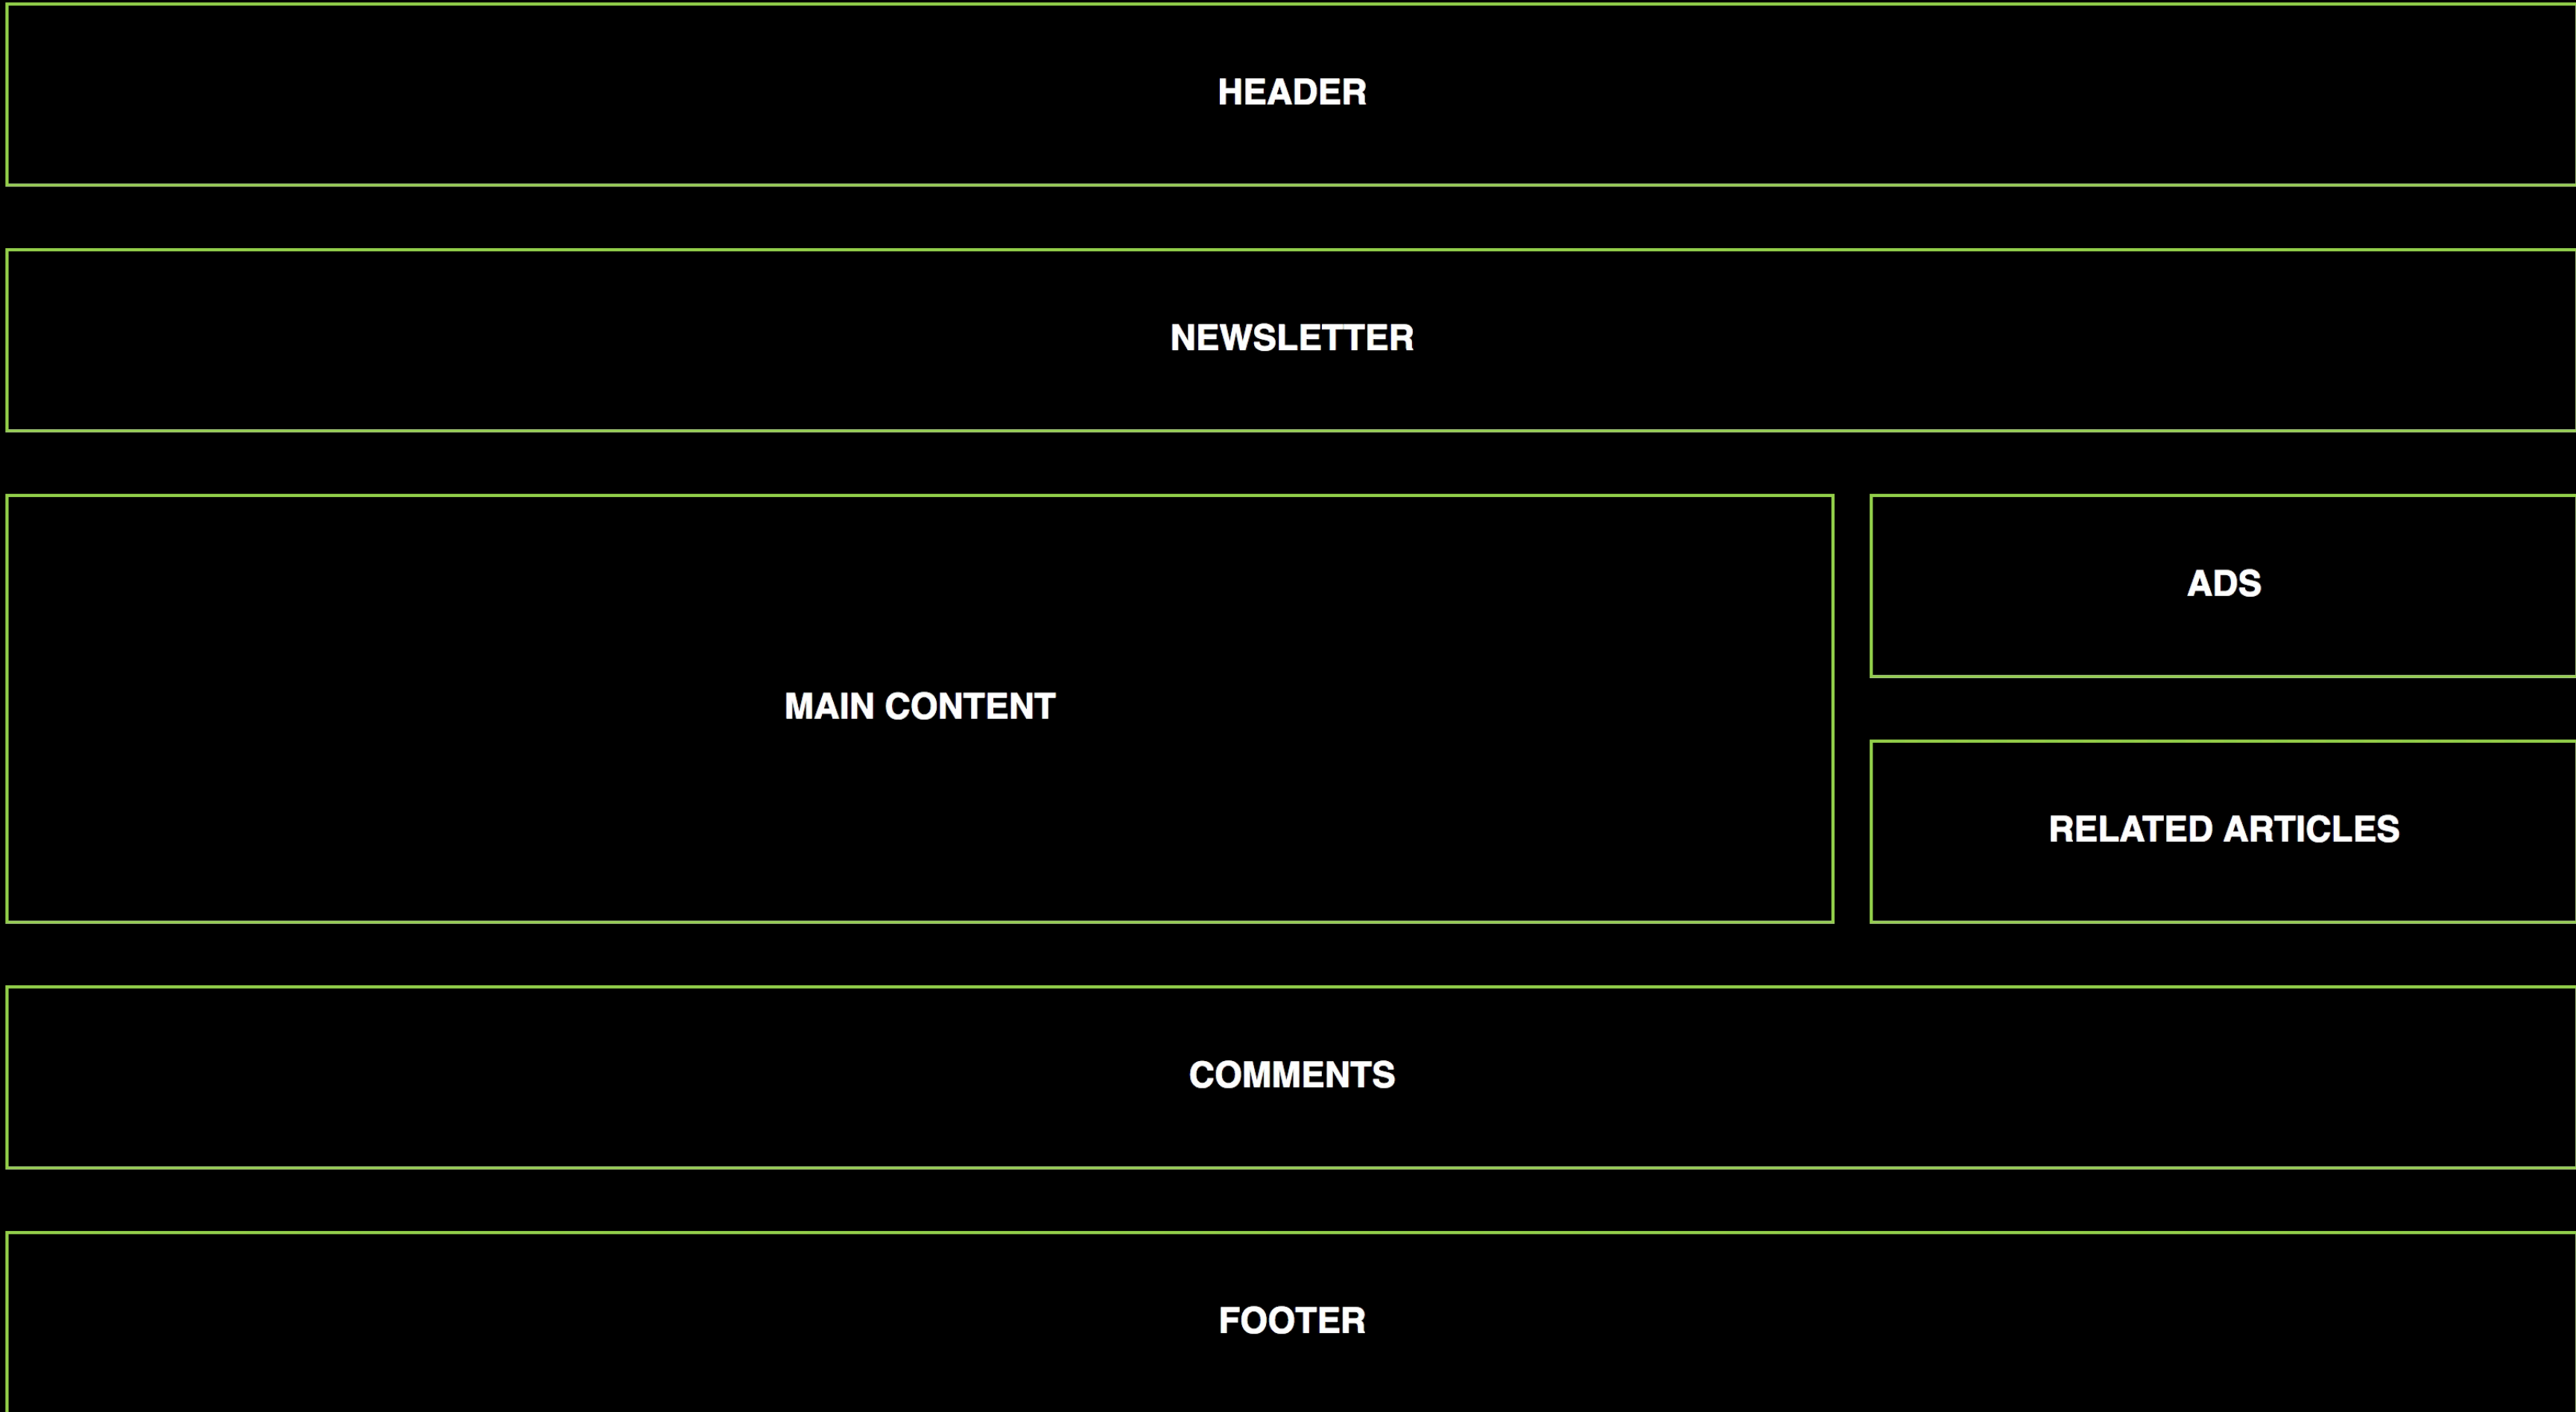 HEADER
NEWSLETTER
MAIN CONTENT
ADS
RELATED ARTICLES
COMMENTS
FOOTER